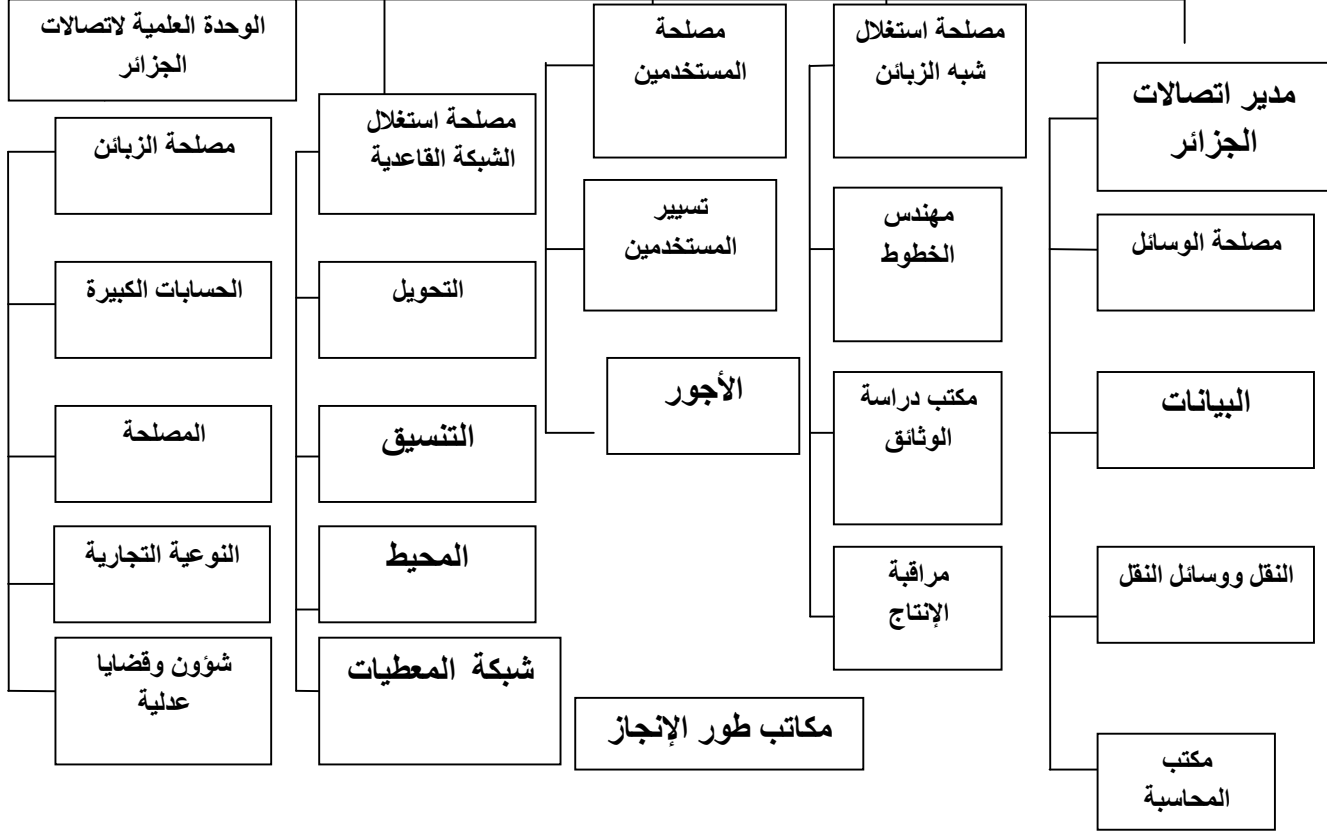 مدير اتصالات
الجزائر
مصلحة الوسائل
البيانات
النقل ووسائل النقل
مكتب
المحاسبة
مصلحة استغلال
شبه الزبائن
مهندس
الخطوط
مكتب دراسة
الوثائق
مراقبة
الإنتاج
مصلحة
المستخدمين
تسيير
المستخدمين
الأجور
مكاتب طور الإنجاز
مصلحة استغلال
الشبكة القاعدية
التحويل
التنسيق
المحيط
شبكة المعطيات
الوحدة العلمية لاتصالات
الجزائر
مصلحة الزبائن
الحسابات الكبيرة
المصلحة
النوعية التجارية
شؤون وقضايا
عدلية